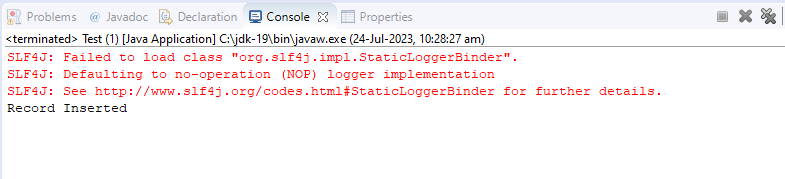 Problems @ Javadoc Declaration Console Properties
<terminated> Test (1) [Java Application] C:\jdk-19\bin\javaw.exe (24-Jul-2023, 10:28:27 am)
SLF4J: Failed to load class "org.slf4j.impl.StaticLoggerBinder".
SLF4J: Defaulting to no-operation (NOP) logger implementation
SLF4J: See http://www.slf4j.org/codes.html#StaticLoggerBinder for further details.
Record Inserted